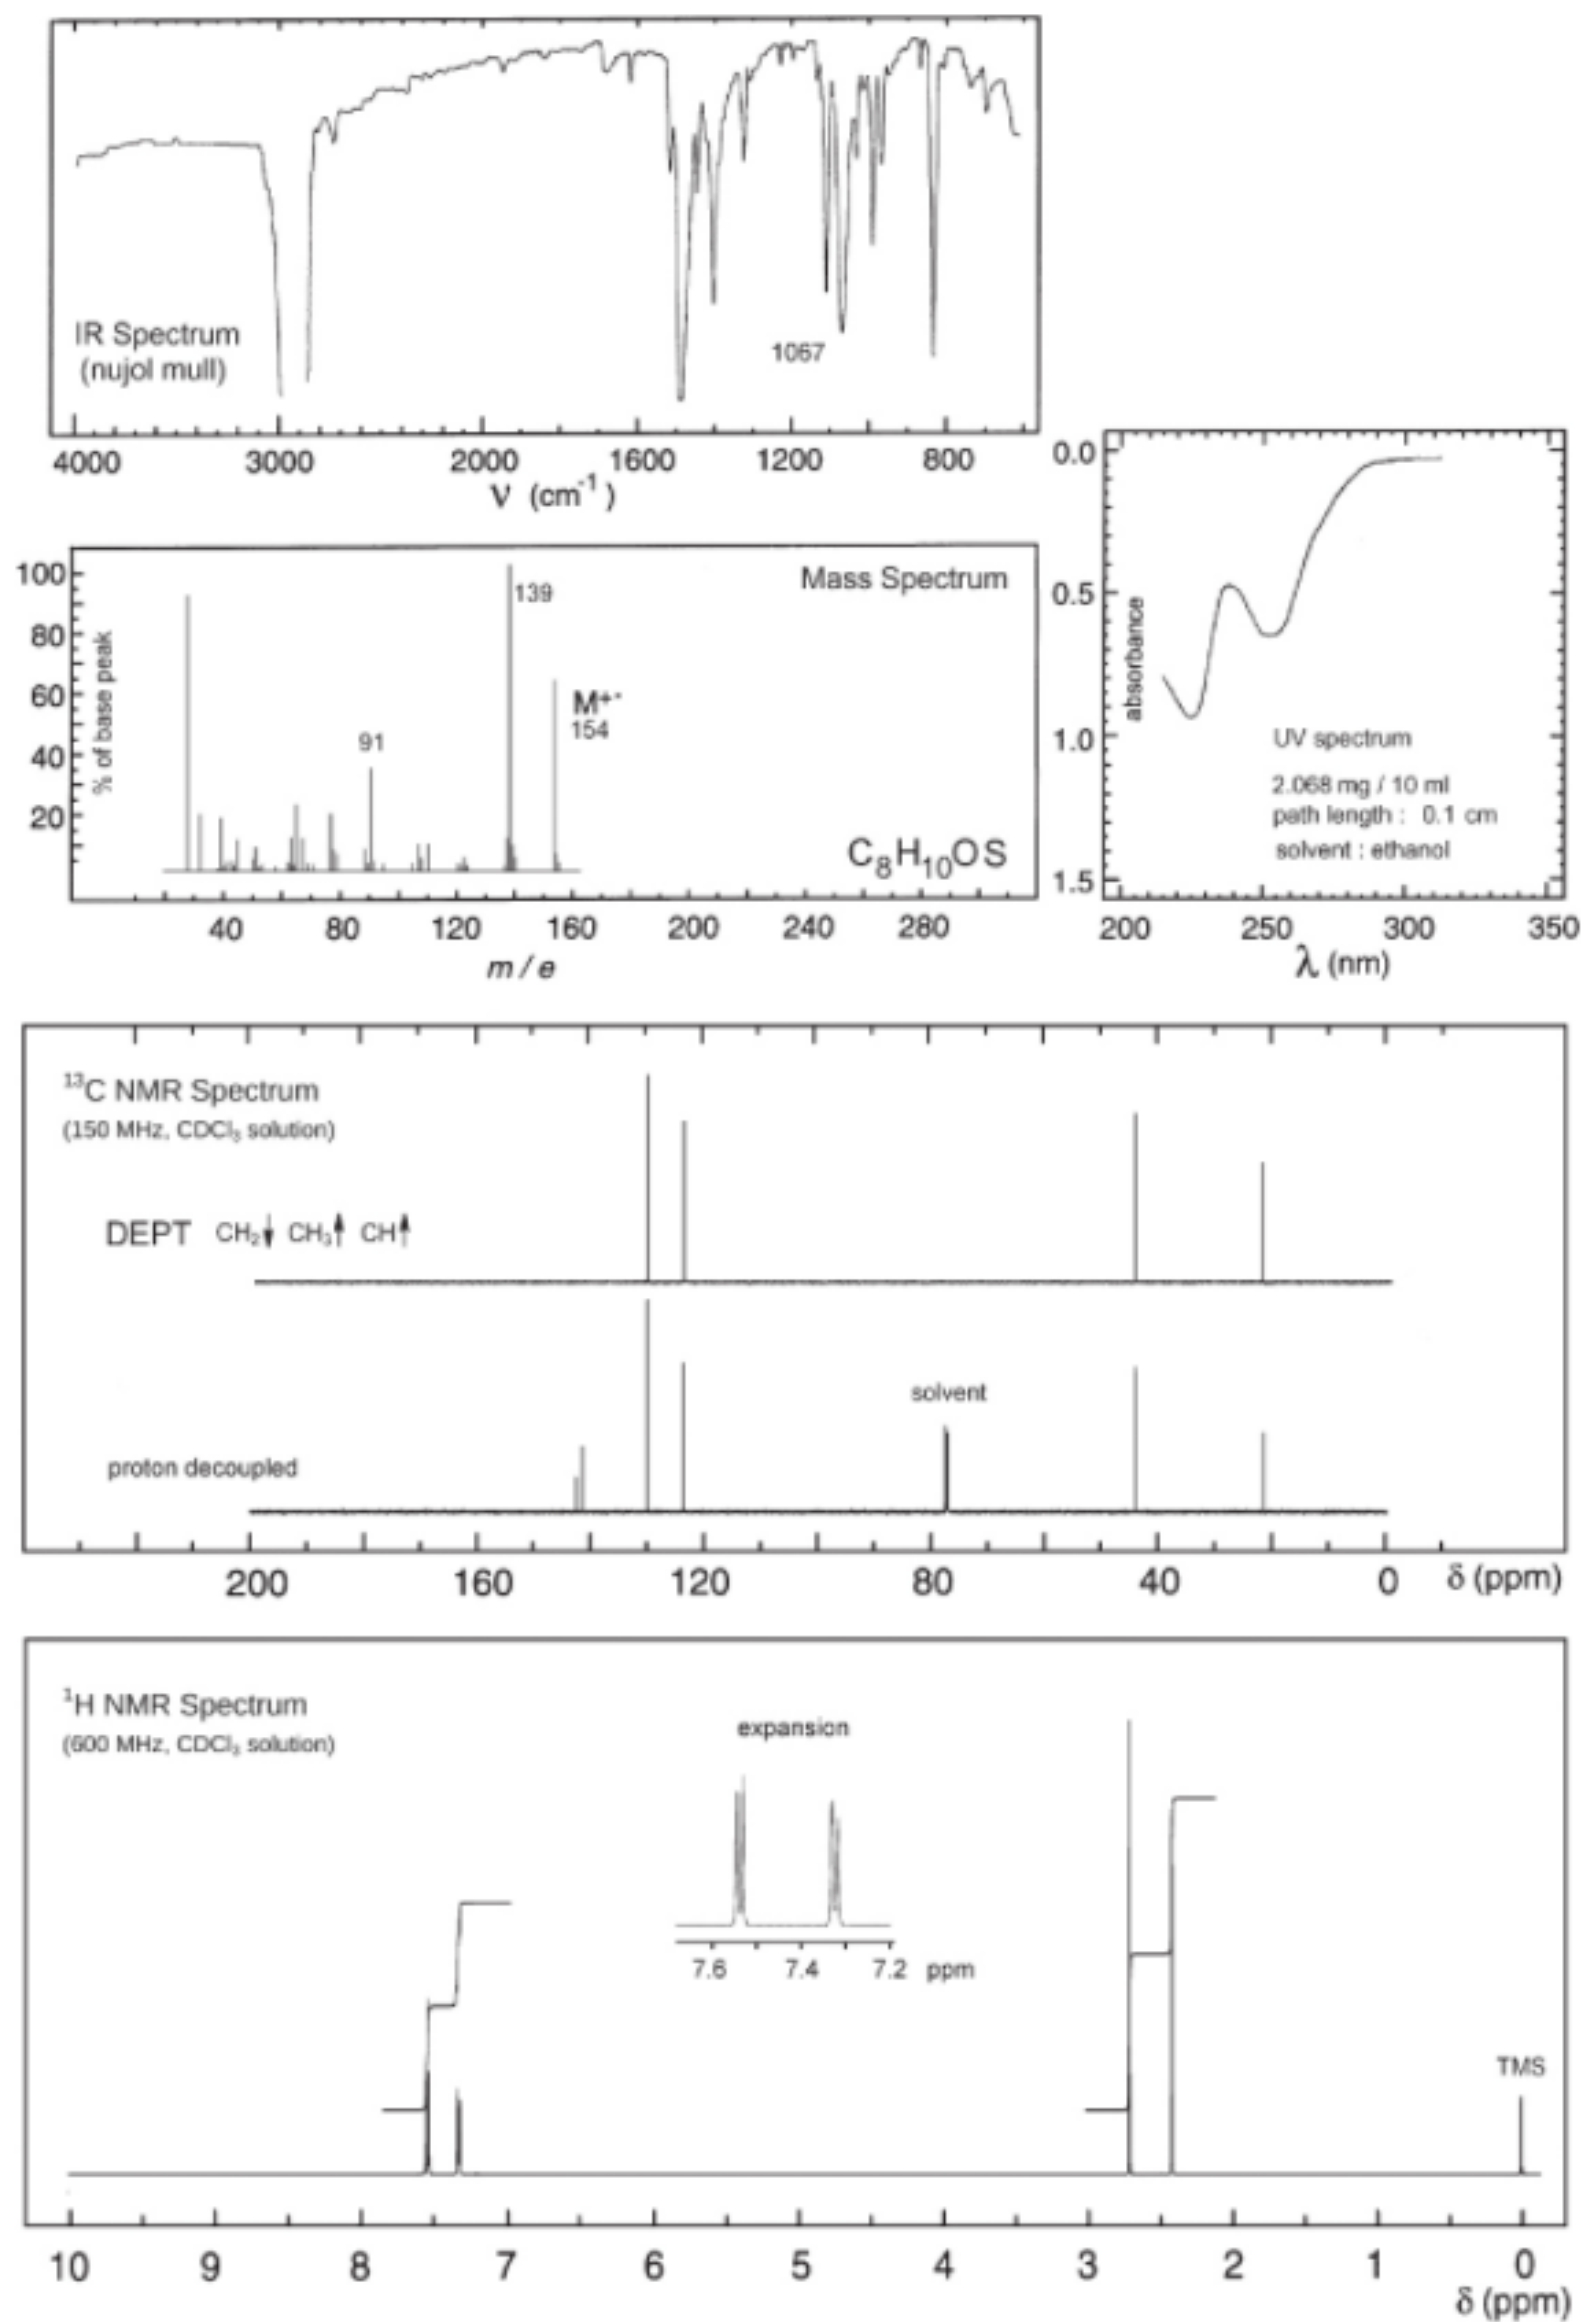 IR Spectrum
(nujol mull)
1067
4000 3000 2000 1600 1200 800
ν (cm⁻¹)
100
80
60
40
20
% of base peak
Mass Spectrum
139
M⁺·
154
91
C₈H₁₀OS
40 80 120 160 200 240 280
m / e
0.0
0.5
1.0
1.5
absorbance
UV spectrum
2.068 mg / 10 ml
path length : 0.1 cm
solvent : ethanol
200 250 300 350
λ (nm)
¹³C NMR Spectrum
(150 MHz, CDCl₃ solution)
DEPT CH₂↓ CH₃↑ CH↑
solvent
proton decoupled
200 160 120 80 40 0 δ (ppm)
¹H NMR Spectrum
(600 MHz, CDCl₃ solution)
expansion
7.6 7.4 7.2 ppm
TMS
10 9 8 7 6 5 4 3 2 1 0
δ (ppm)